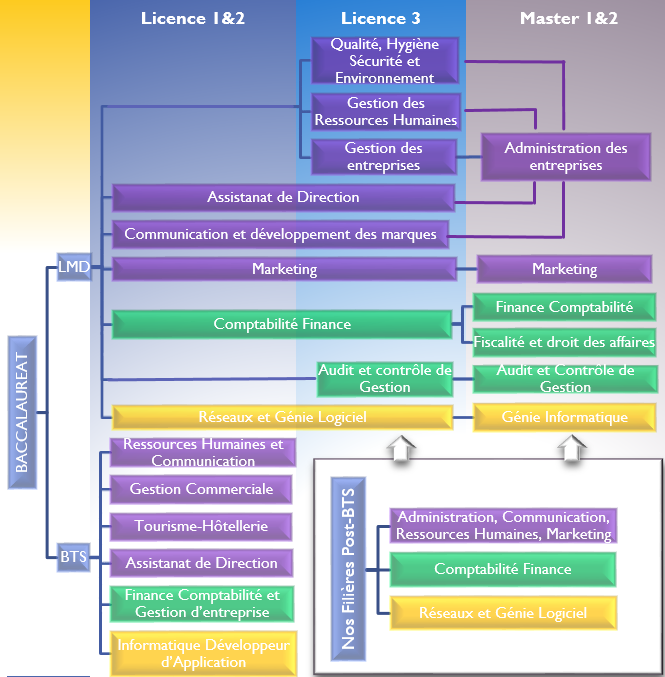 Licence 1&2
Licence 3
Master 1&2
Qualité, Hygiène
Sécurité et
Environnement
Gestion des
Ressources Humaines
Gestion des
entreprises
Administration des
entreprises
Assistanat de Direction
Communication et développement des marques
LMD
Marketing
Marketing
Comptabilité Finance
Finance Comptabilité
Fiscalité et droit des affaires
Audit et contrôle de
Gestion
Audit et Contrôle de
Gestion
Réseaux et Génie Logiciel
Génie Informatique
BACCALAUREAT
BTS
Ressources Humaines et
Communication
Gestion Commerciale
Tourisme-Hôtellerie
Assistanat de Direction
Finance Comptabilité et
Gestion d'entreprise
Informatique Développeur
d'Application
Nos Filières Post-BTS
Administration, Communication,
Ressources Humaines, Marketing
Comptabilité Finance
Réseaux et Génie Logiciel